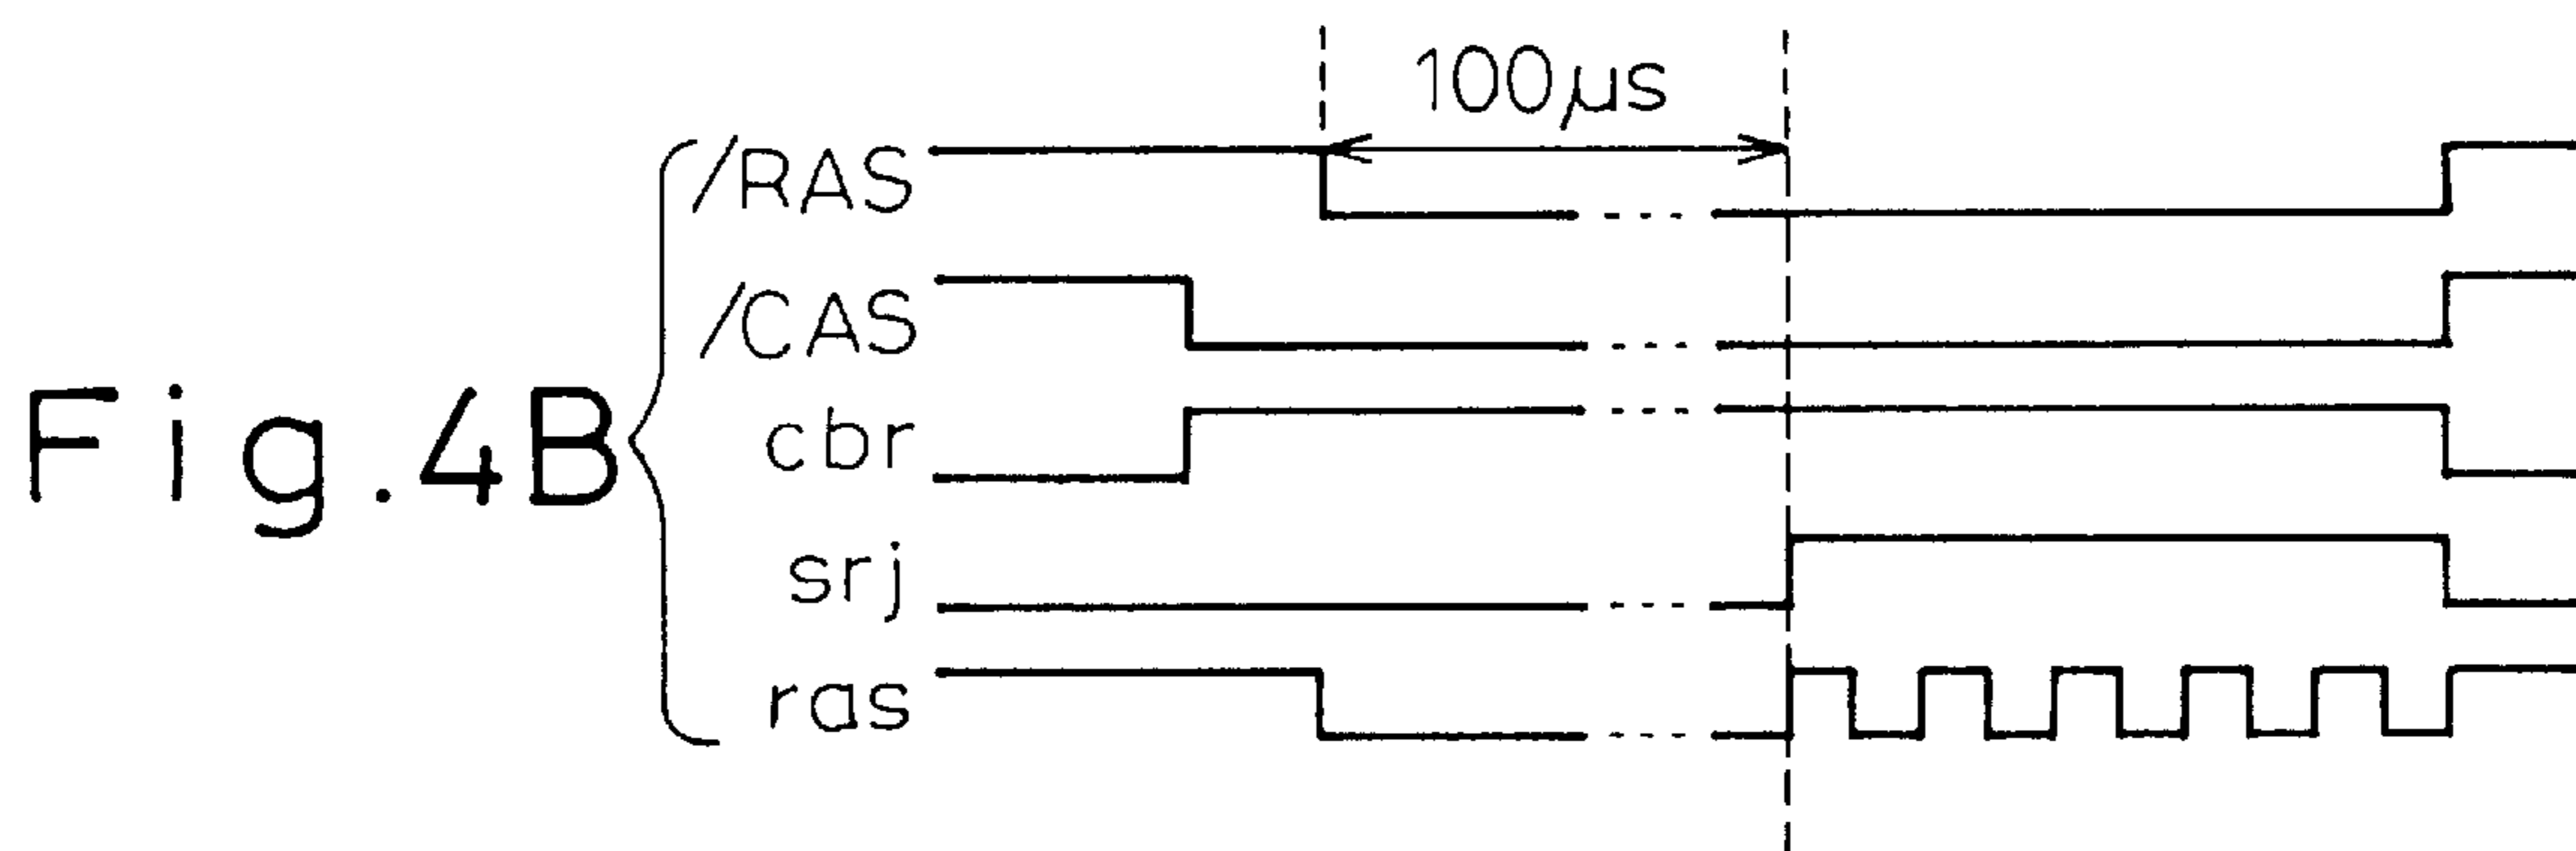 100μs
/RAS
/CAS
Fig.4B
cbr
srj
ras